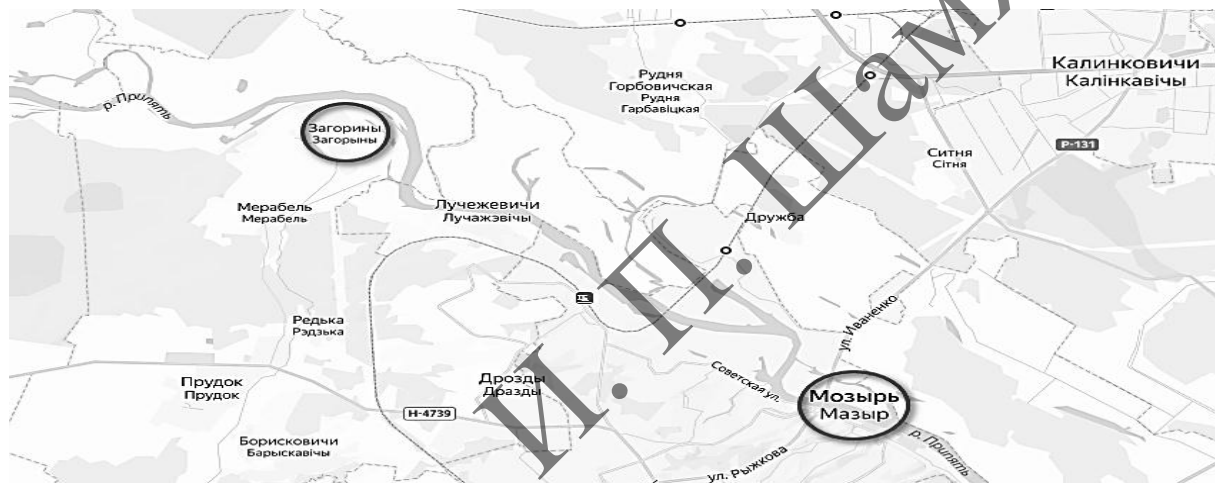 р. Припять
Загорины
Загорыны
Рудня
Горбовичская
Рудня
Гарбавіцкая
Калинковичи
Калінкавічы
Р-131
Ситня
Сітня
Мерабель
Мерабель
Лучежевичи
Лучажэвічы
Дружба
ул. Иваненко
Редька
Рэдзька
Прудок
Прудок
Дрозды
Дразды
Советская ул.
Мозырь
Мазыр
Н-4739
Борисковичи
Барыскавічы
ул. Рыжкова
р. Припять
И. П. Шам